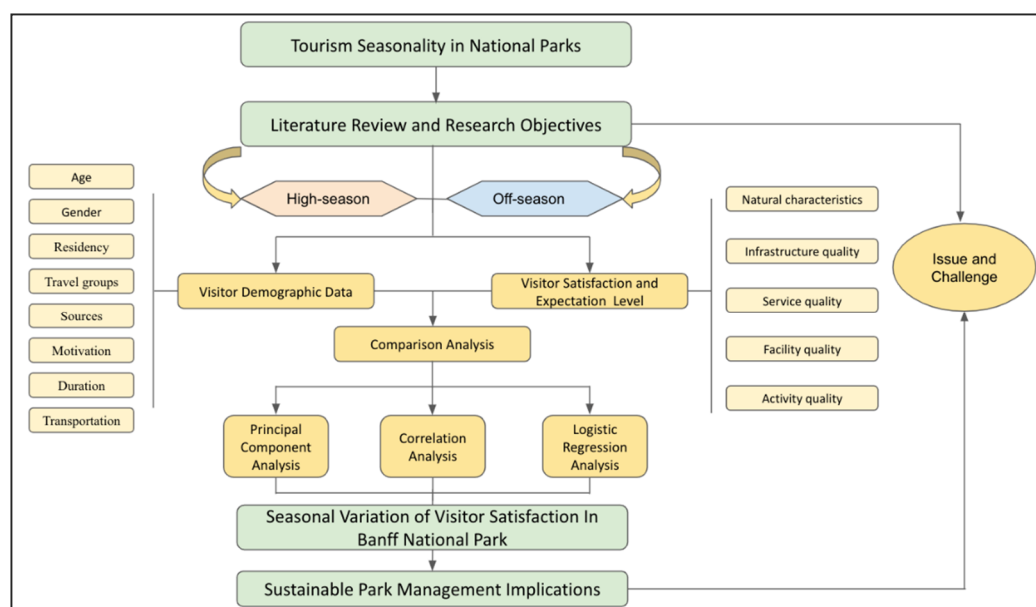 Tourism Seasonality in National Parks
Literature Review and Research Objectives
High-season
Off-season
Age
Gender
Residency
Travel groups
Sources
Motivation
Duration
Transportation
Visitor Demographic Data
Visitor Satisfaction and
Expectation Level
Natural characteristics
Infrastructure quality
Service quality
Facility quality
Activity quality
Issue and
Challenge
Comparison Analysis
Principal
Component
Analysis
Correlation
Analysis
Logistic
Regression
Analysis
Seasonal Variation of Visitor Satisfaction In
Banff National Park
Sustainable Park Management Implications